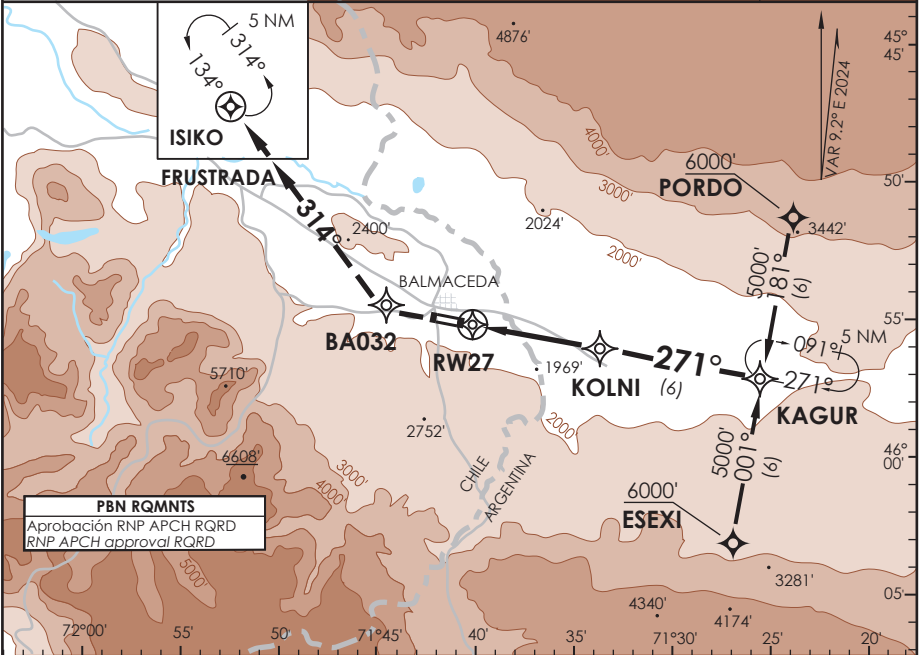 5 NM
314°
134°
ISIKO
FRUSTRADA
4876'
45°
45'
VAR 9.2° E 2024
4000'
3000'
6000'
PORDO
50'
314°
2400'
2024'
3442'
2000'
5000'
181°
(6)
BALMACEDA
55'
BA032
RW27
1969'
KOLNI
271°
(6)
091°
5 NM
271°
KAGUR
5710'
2752'
2000'
46°
00'
6608'
3000'
4000'
CHILE
ARGENTINA
5000'
001°
(6)
6000'
ESEXI
PBN RQMNTS
Aprobación RNP APCH RQRD
RNP APCH approval RQRD
5000'
3281'
4340'
4174'
05'
72°00'
55'
50'
71°45'
40'
35'
71°30'
25'
20'